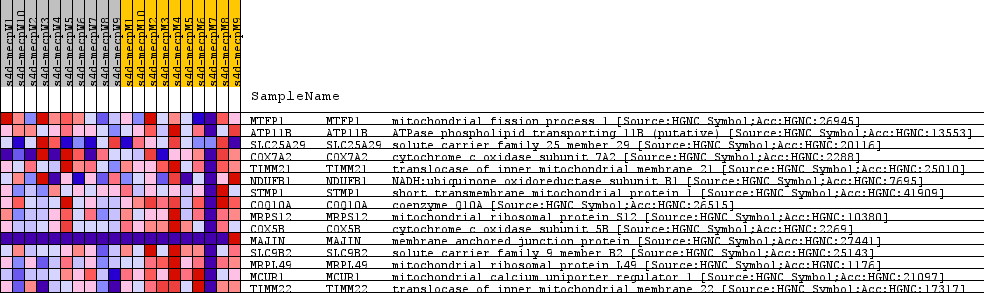 s4d-mecpW1
s4d-mecpW10
s4d-mecpW2
s4d-mecpW3
s4d-mecpW4
s4d-mecpW5
s4d-mecpW6
s4d-mecpW7
s4d-mecpW8
s4d-mecpW9
s4d-mecpM1
s4d-mecpM10
s4d-mecpM2
s4d-mecpM3
s4d-mecpM4
s4d-mecpM5
s4d-mecpM6
s4d-mecpM7
s4d-mecpM8
s4d-mecpM9
SampleName
MTFP1 MTFP1 mitochondrial fission process 1 [Source:HGNC Symbol;Acc:HGNC:26945]
ATP11B ATP11B ATPase phospholipid transporting 11B (putative) [Source:HGNC Symbol;Acc:HGNC:13553]
SLC25A29 SLC25A29 solute carrier family 25 member 29 [Source:HGNC Symbol;Acc:HGNC:20116]
COX7A2 COX7A2 cytochrome c oxidase subunit 7A2 [Source:HGNC Symbol;Acc:HGNC:2288]
TIMM21 TIMM21 translocase of inner mitochondrial membrane 21 [Source:HGNC Symbol;Acc:HGNC:25010]
NDUFB1 NDUFB1 NADH:ubiquinone oxidoreductase subunit B1 [Source:HGNC Symbol;Acc:HGNC:7695]
STMP1 STMP1 short transmembrane mitochondrial protein 1 [Source:HGNC Symbol;Acc:HGNC:41909]
COQ10A COQ10A coenzyme Q10A [Source:HGNC Symbol;Acc:HGNC:26515]
MRPS12 MRPS12 mitochondrial ribosomal protein S12 [Source:HGNC Symbol;Acc:HGNC:10380]
COX5B COX5B cytochrome c oxidase subunit 5B [Source:HGNC Symbol;Acc:HGNC:2269]
MAJIN MAJIN membrane anchored junction protein [Source:HGNC Symbol;Acc:HGNC:27441]
SLC9B2 SLC9B2 solute carrier family 9 member B2 [Source:HGNC Symbol;Acc:HGNC:25143]
MRPL49 MRPL49 mitochondrial ribosomal protein L49 [Source:HGNC Symbol;Acc:HGNC:1176]
MCUR1 MCUR1 mitochondrial calcium uniporter regulator 1 [Source:HGNC Symbol;Acc:HGNC:21097]
TIMM22 TIMM22 translocase of inner mitochondrial membrane 22 [Source:HGNC Symbol;Acc:HGNC:17317]